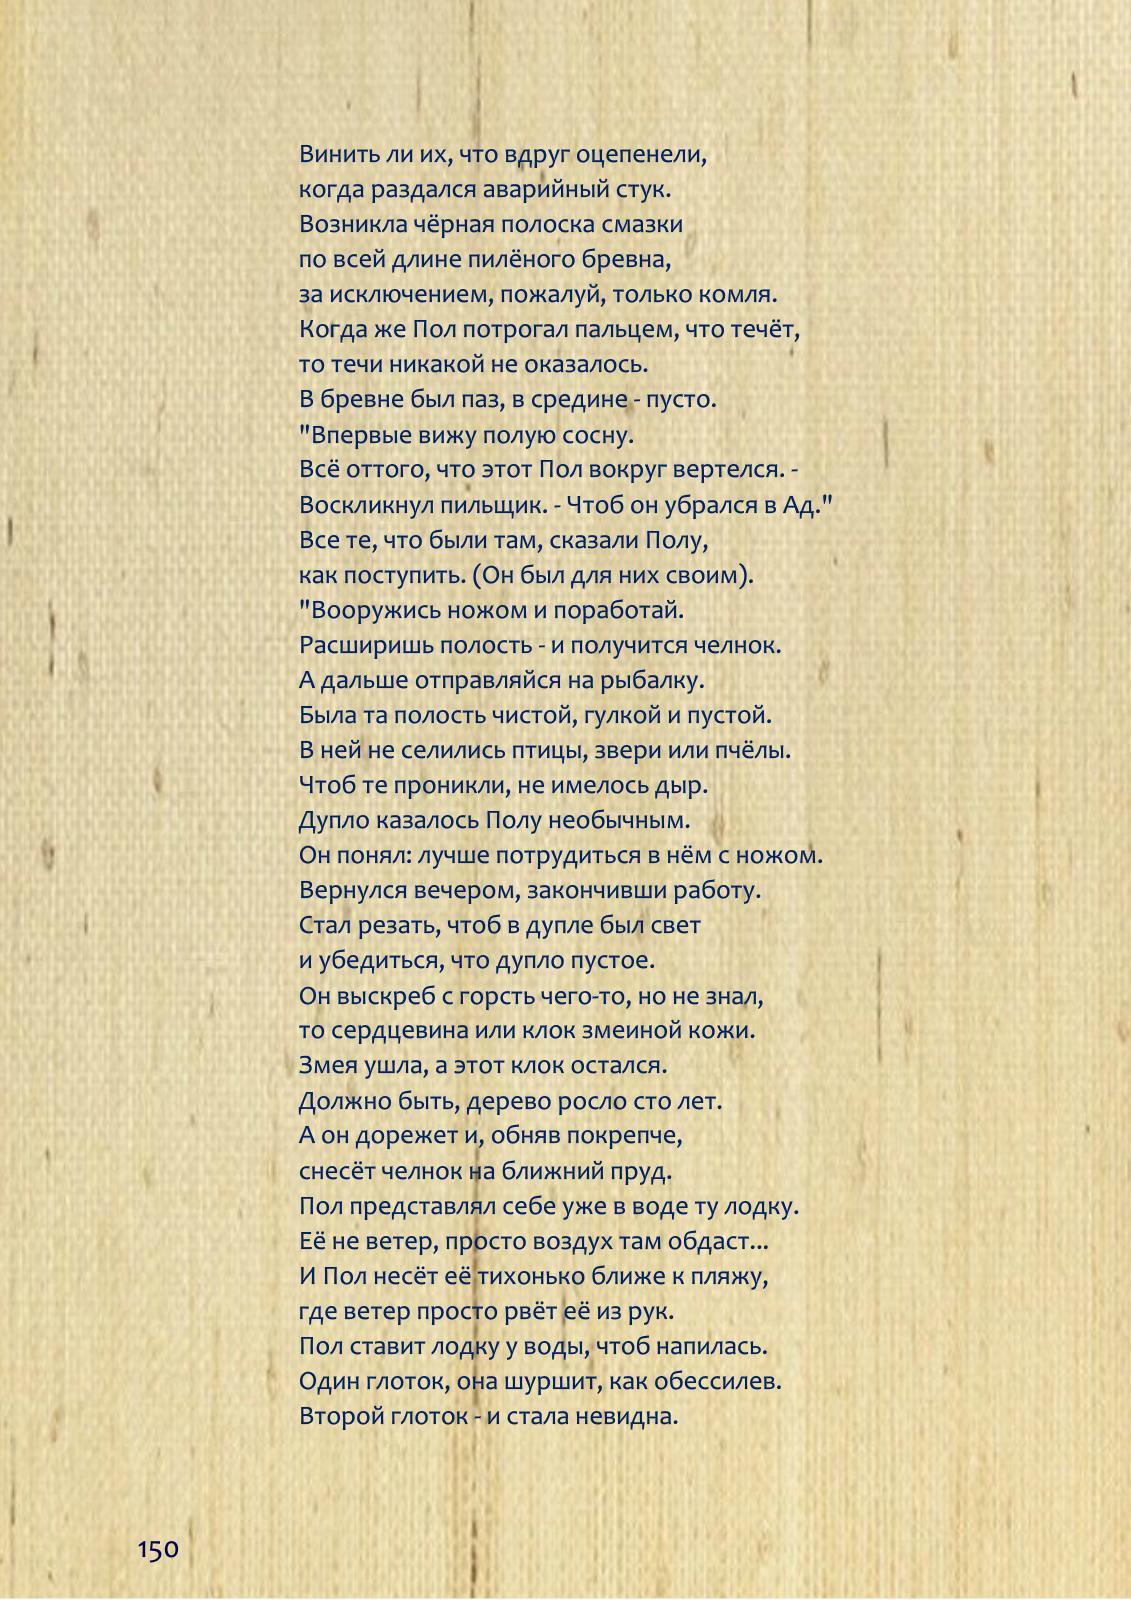 Винить ли их, что вдруг оцепенели,
когда раздался аварийный стук.
Возникла чёрная полоска смазки
по всей длине пилёного бревна,
за исключением, пожалуй, только комля.
Когда же Пол потрогал пальцем, что течёт,
то течи никакой не оказалось.
В бревне был паз, в средине - пусто.
"Впервые вижу полую сосну.
Всё оттого, что этот Пол вокруг вертелся. -
Воскликнул пильщик. - Чтоб он убрался в Ад."
Все те, что были там, сказали Полу,
как поступить. (Он был для них своим).
"Вооружись ножом и поработай.
Расширишь полость - и получится челнок.
А дальше отправляйся на рыбалку.
Была та полость чистой, гулкой и пустой.
В ней не селились птицы, звери или пчёлы.
Чтоб те проникли, не имелось дыр.
Дупло казалось Полу необычным.
Он понял: лучше потрудиться в нём с ножом.
Вернулся вечером, закончивши работу.
Стал резать, чтоб в дупле был свет
и убедиться, что дупло пустое.
Он выскреб с горсть чего-то, но не знал,
то сердцевина или клок змеиной кожи.
Змея ушла, а этот клок остался.
Должно быть, дерево росло сто лет.
А он дорежет и, обняв покрепче,
снесёт челнок на ближний пруд.
Пол представлял себе уже в воде ту лодку.
Её не ветер, просто воздух там обдаст...
И Пол несёт её тихонько ближе к пляжу,
где ветер просто рвёт её из рук.
Пол ставит лодку у воды, чтоб напилась.
Один глоток, она шуршит, как обессилев.
Второй глоток - и стала невидна.
150